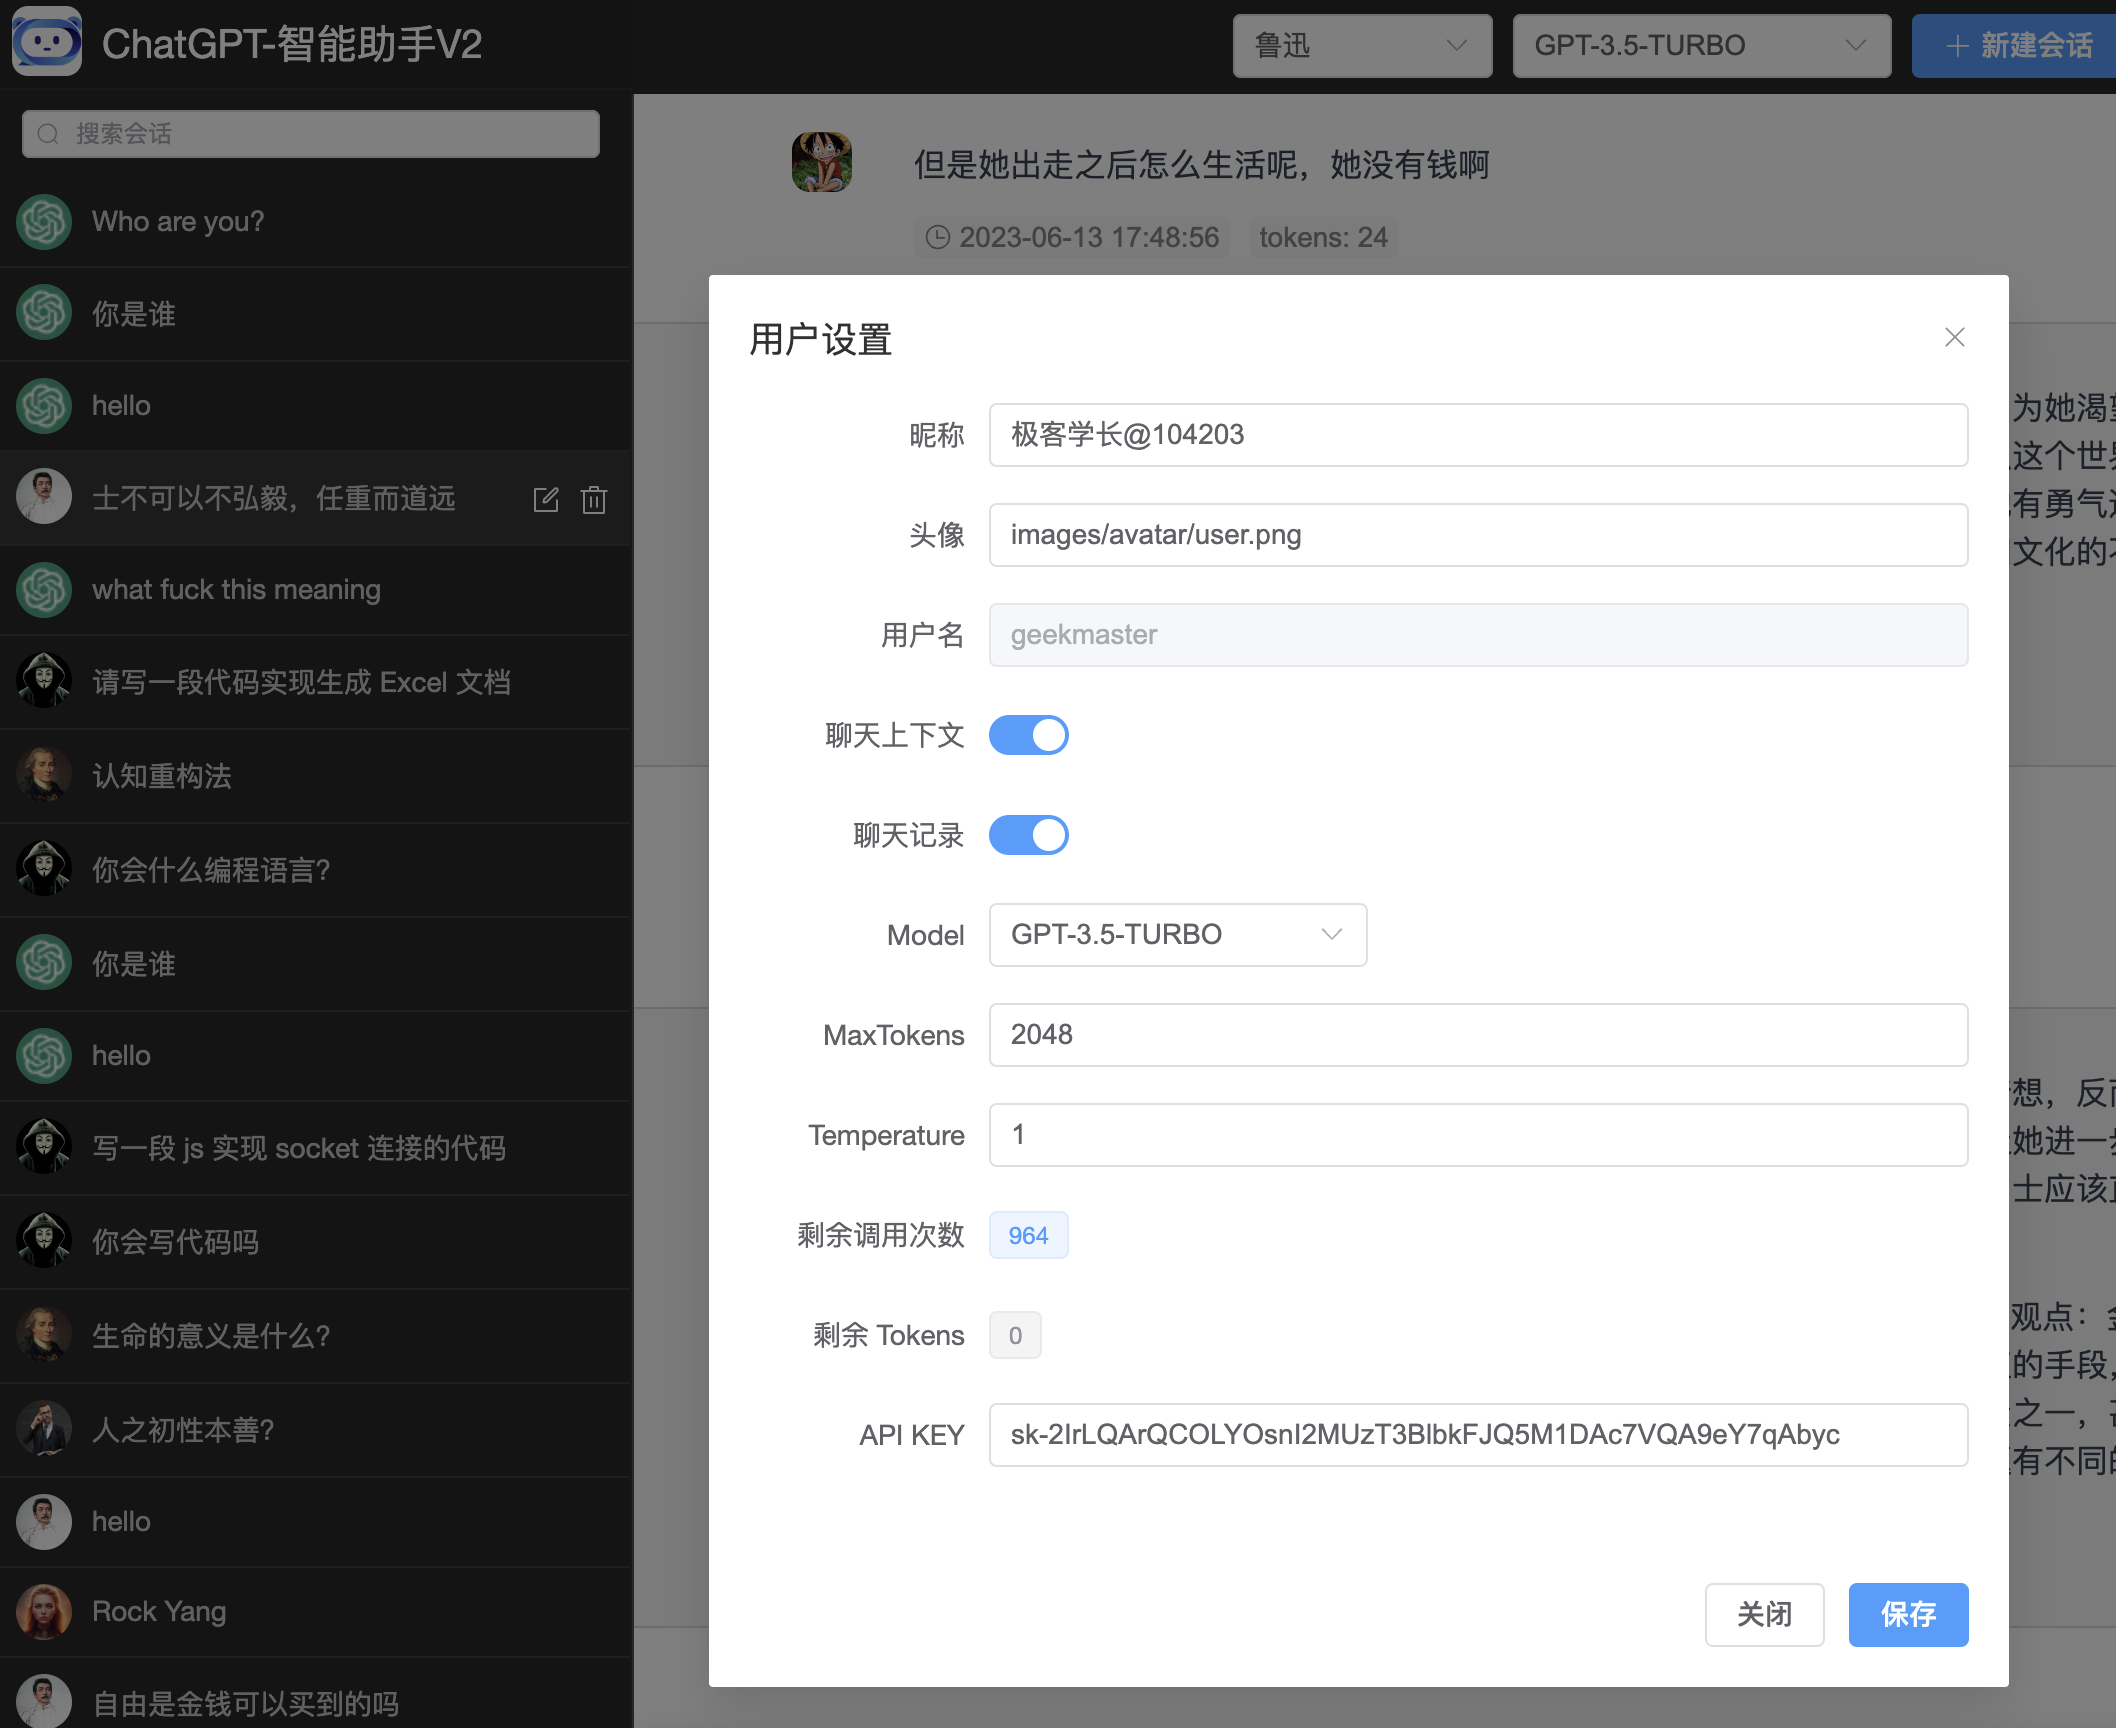 ChatGPT-智能助手V2
鲁迅
GPT-3.5-TURBO
新建会话
搜索会话
Who are you?
你是谁
hello
士不可以不弘毅，任重而道远
what fuck this meaning
请写一段代码实现生成 Excel 文档
认知重构法
你会什么编程语言?
你是谁
hello
写一段 js 实现 socket 连接的代码
你会写代码吗
生命的意义是什么?
人之初性本善?
hello
Rock Yang
自由是金钱可以买到的吗
但是她出走之后怎么生活呢，她没有钱啊
2023-06-13 17:48:56 tokens: 24
为她渴
这个世
有勇气
文化的
想，反
她进一
士应该
观点：
的手段，
之一，
有不同
用户设置
昵称 极客学长@104203
头像 images/avatar/user.png
用户名 geekmaster
聊天上下文
聊天记录
Model GPT-3.5-TURBO
MaxTokens 2048
Temperature 1
剩余调用次数 964
剩余 Tokens 0
API KEY 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
关闭
保存